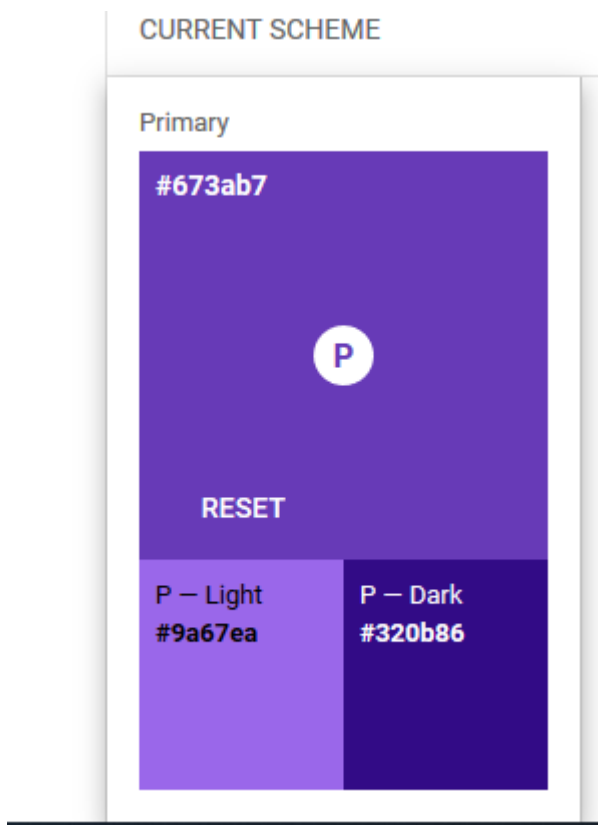 CURRENT SCHEME
Primary
#673ab7
P
RESET
P — Light
#9a67ea
P — Dark
#320b86